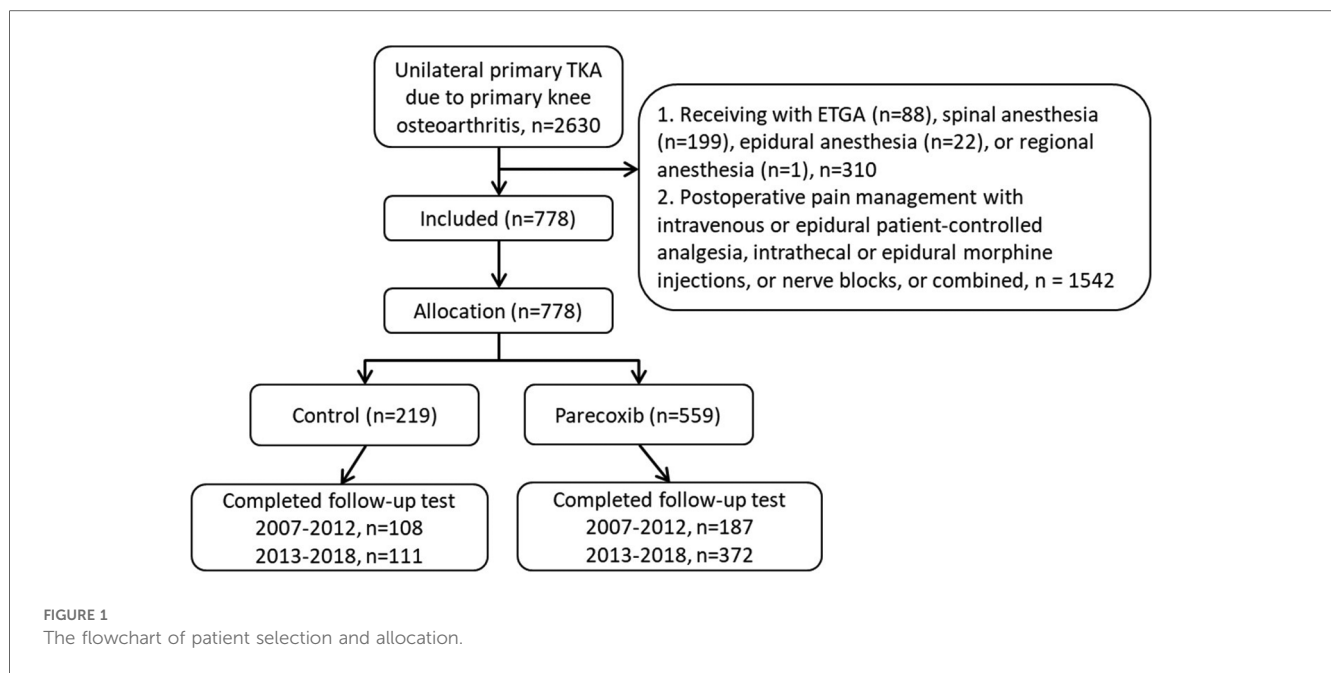 Unilateral primary TKA
due to primary knee
osteoarthritis, n=2630
1. Receiving with ETGA (n=88), spinal anesthesia
(n=199), epidural anesthesia (n=22), or regional
anesthesia (n=1), n=310
2. Postoperative pain management with
intravenous or epidural patient-controlled
analgesia, intrathecal or epidural morphine
injections, or nerve blocks, or combined, n = 1542
Included (n=778)
Allocation (n=778)
Control (n=219)
Parecoxib (n=559)
Completed follow-up test
2007-2012, n=108
2013-2018, n=111
Completed follow-up test
2007-2012, n=187
2013-2018, n=372
FIGURE 1
The flowchart of patient selection and allocation.